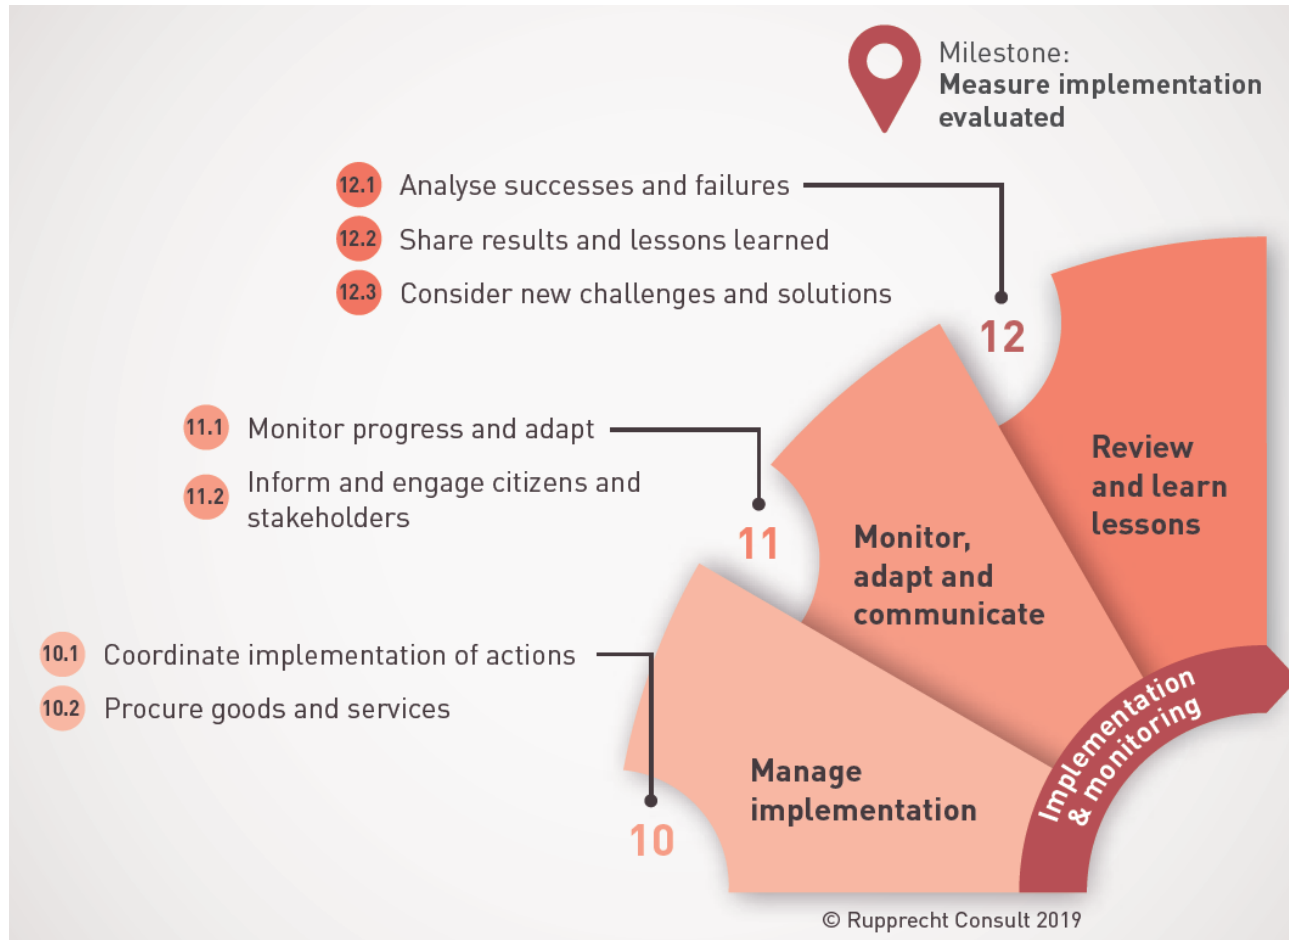 Milestone:
Measure implementation
evaluated
12.1 Analyse successes and failures
12.2 Share results and lessons learned
12.3 Consider new challenges and solutions
12
Review
and learn
lessons
11.1 Monitor progress and adapt
11.2 Inform and engage citizens and
stakeholders
11
Monitor,
adapt and
communicate
10.1 Coordinate implementation of actions
10.2 Procure goods and services
10
Manage
implementation
Implementation
& monitoring
© Rupprecht Consult 2019